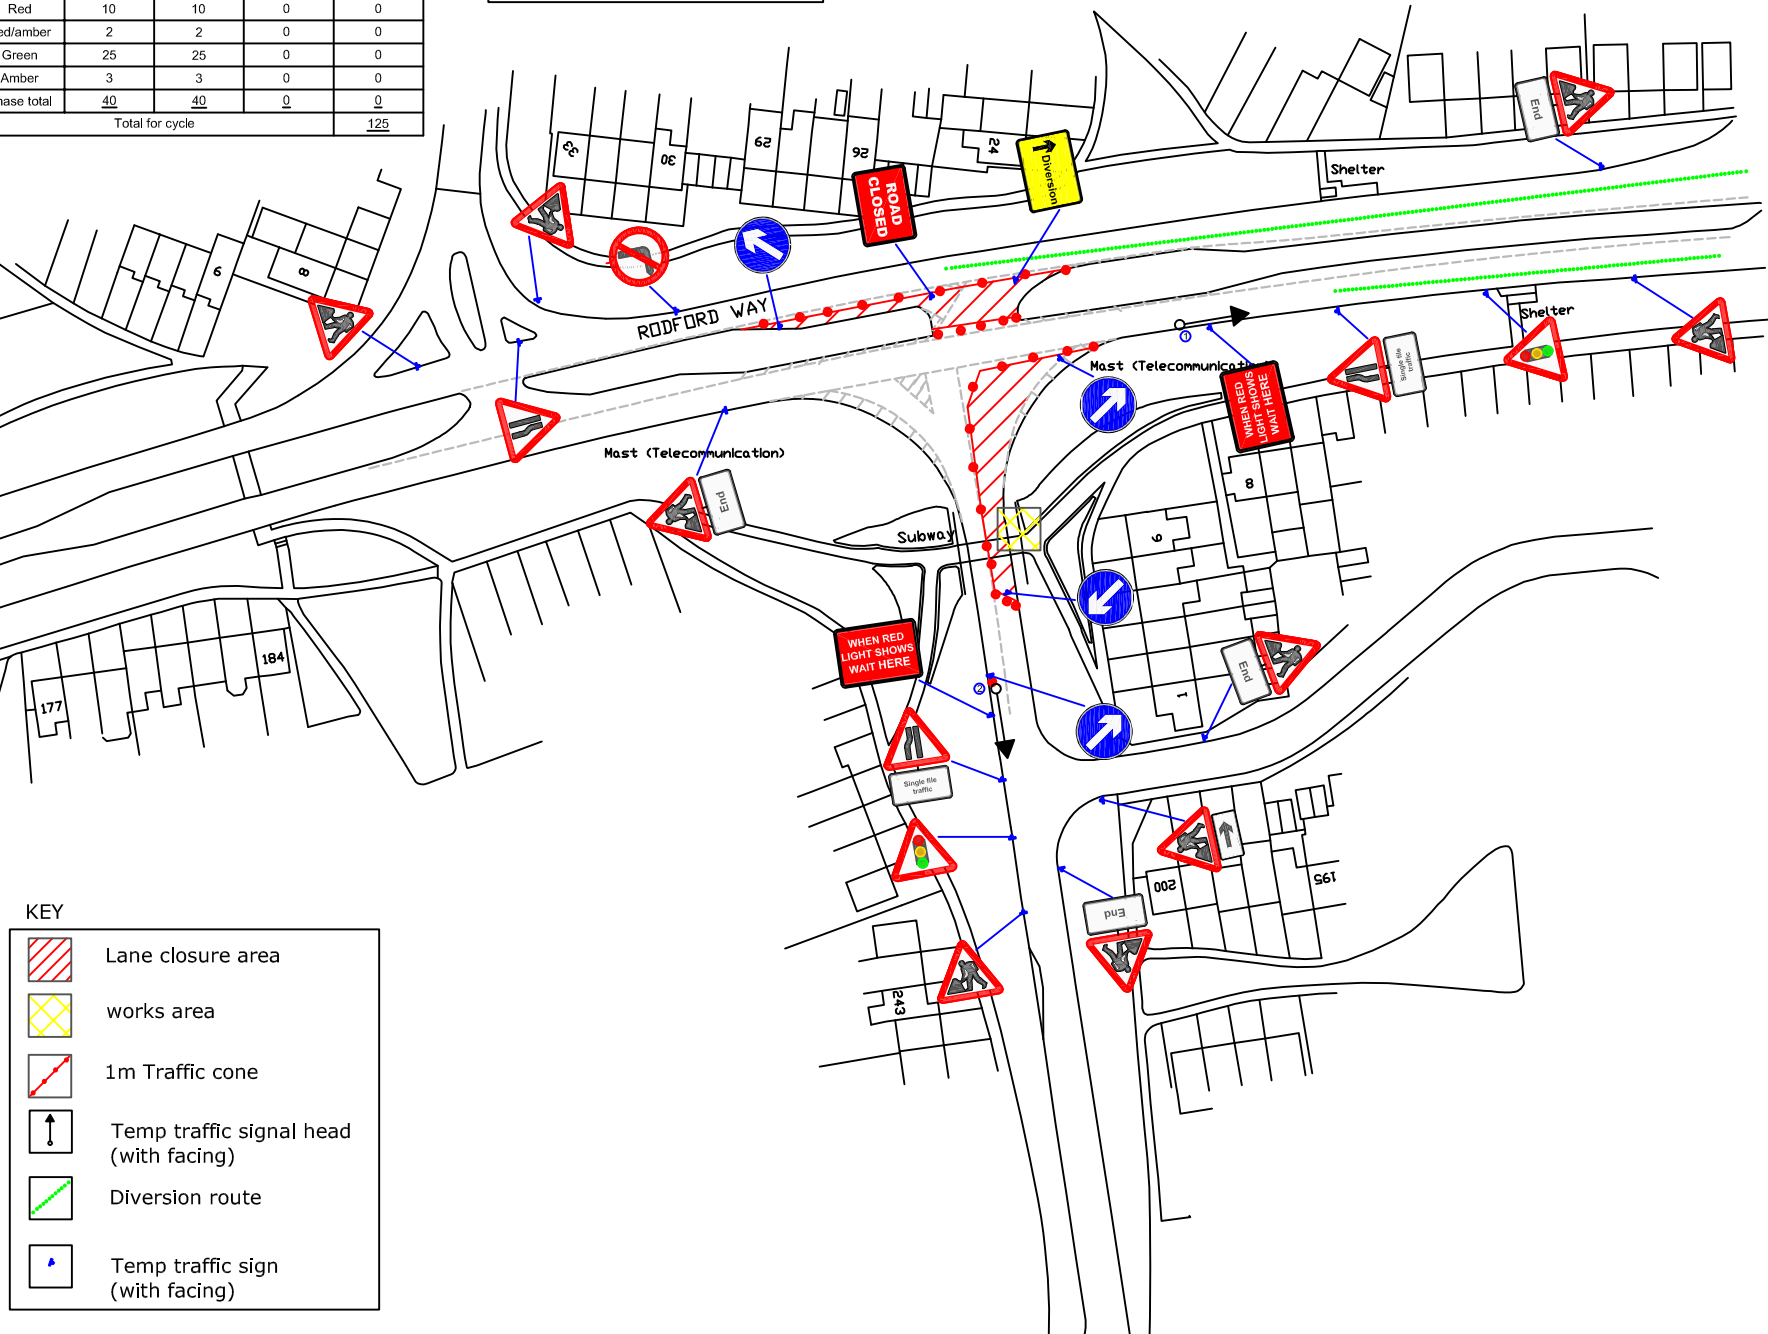 Red 10 10 0 0
ed/amber 2 2 0 0
Green 25 25 0 0
Amber 3 3 0 0
hase total 40 40 0 0
Total for cycle 125
33
30
29
26
24
ROAD
CLOSED
Diversion
End
Shelter
6
8
RODFORD WAY
Shelter
1
Mast (Telecommunicat
Single file
traffic
WHEN RED
LIGHT SHOWS
WAIT HERE
Mast (Telecommunication)
End
Subway
8
6
WHEN RED
LIGHT SHOWS
WAIT HERE
184
177
2
End
1
Single file
traffic
200
195
End
243
KEY
Lane closure area
works area
1m Traffic cone
Temp traffic signal head
(with facing)
Diversion route
Temp traffic sign
(with facing)